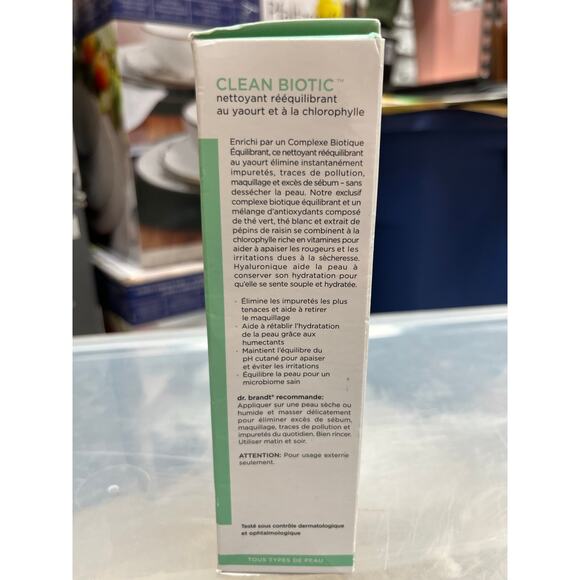 CLEAN BIOTIC™
nettoyant rééquilibrant
au yaourt et à la chlorophylle
Enrichi par un Complexe Biotique
Équilibrant, ce nettoyant rééquilibrant
au yaourt élimine instantanément
impuretés, traces de pollution,
maquillage et excès de sébum – sans
dessécher la peau. Notre exclusif
complexe biotique équilibrant et un
mélange d'antioxydants composé
de thé vert, thé blanc et extrait de
pépins de raisin se combinent à la
chlorophylle riche en vitamines pour
aider à apaiser les rougeurs et les
irritations dues à la sècheresse.
Hyaluronique aide la peau à
conserver son hydratation pour
qu'elle se sente souple et hydratée.
· Élimine les impuretés les plus
tenaces et aide à retirer
le maquillage
· Aide à rétablir l'hydratation
de la peau grâce aux
humectants
· Maintient l'équilibre du
pH cutané pour apaiser
et éviter les irritations
· Équilibre la peau pour un
microbiome sain
dr. brandt® recommande:
Appliquer sur une peau sèche ou
humide et masser délicatement
pour éliminer excès de sébum,
maquillage, traces de pollution et
impuretés du quotidien. Bien rincer.
Utiliser matin et soir.
ATTENTION: Pour usage externe
seulement.
Testé sous contrôle dermatologique
et ophtalmologique
TOUS TYPES DE PEAU